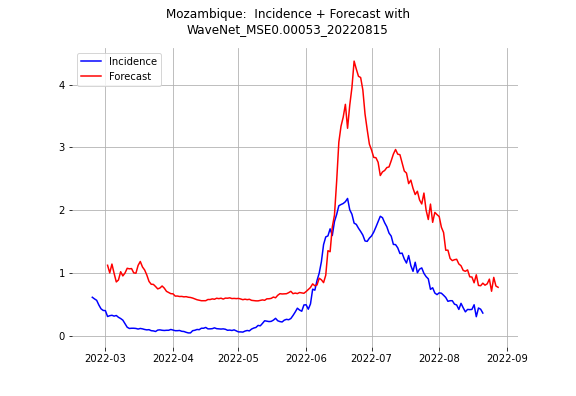 Mozambique:  Incidence + Forecast with
WaveNet_MSE0.00053_20220815
Incidence
Forecast
4
3
2
1
0
2022-03 2022-04 2022-05 2022-06 2022-07 2022-08 2022-09